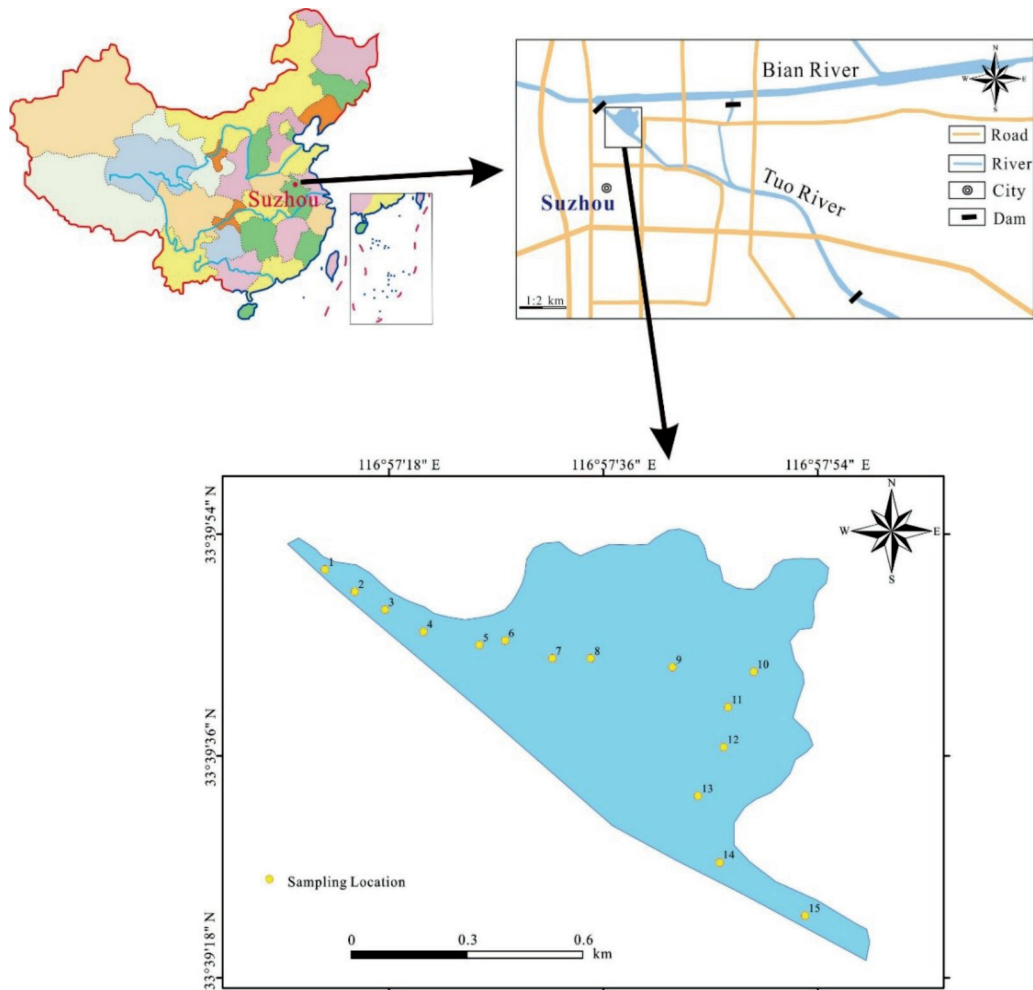 Suzhou
Bian River
N
W
E
S
Road
River
City
Dam
Tuo River
Suzhou
1:2 km
116°57'18" E
116°57'36" E
116°57'54" E
33°39'54" N
33°39'36" N
33°39'18" N
N
W
E
S
1
2
3
4
5
6
7
8
9
10
11
12
13
14
15
Sampling Location
0
0.3
0.6
km